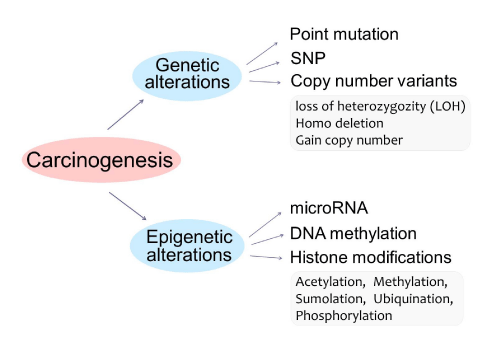 Carcinogenesis
Genetic
alterations
Point mutation
SNP
Copy number variants
loss of heterozygozity (LOH)
Homo deletion
Gain copy number
Epigenetic
alterations
microRNA
DNA methylation
Histone modifications
Acetylation, Methylation,
Sumolation, Ubiquination,
Phosphorylation